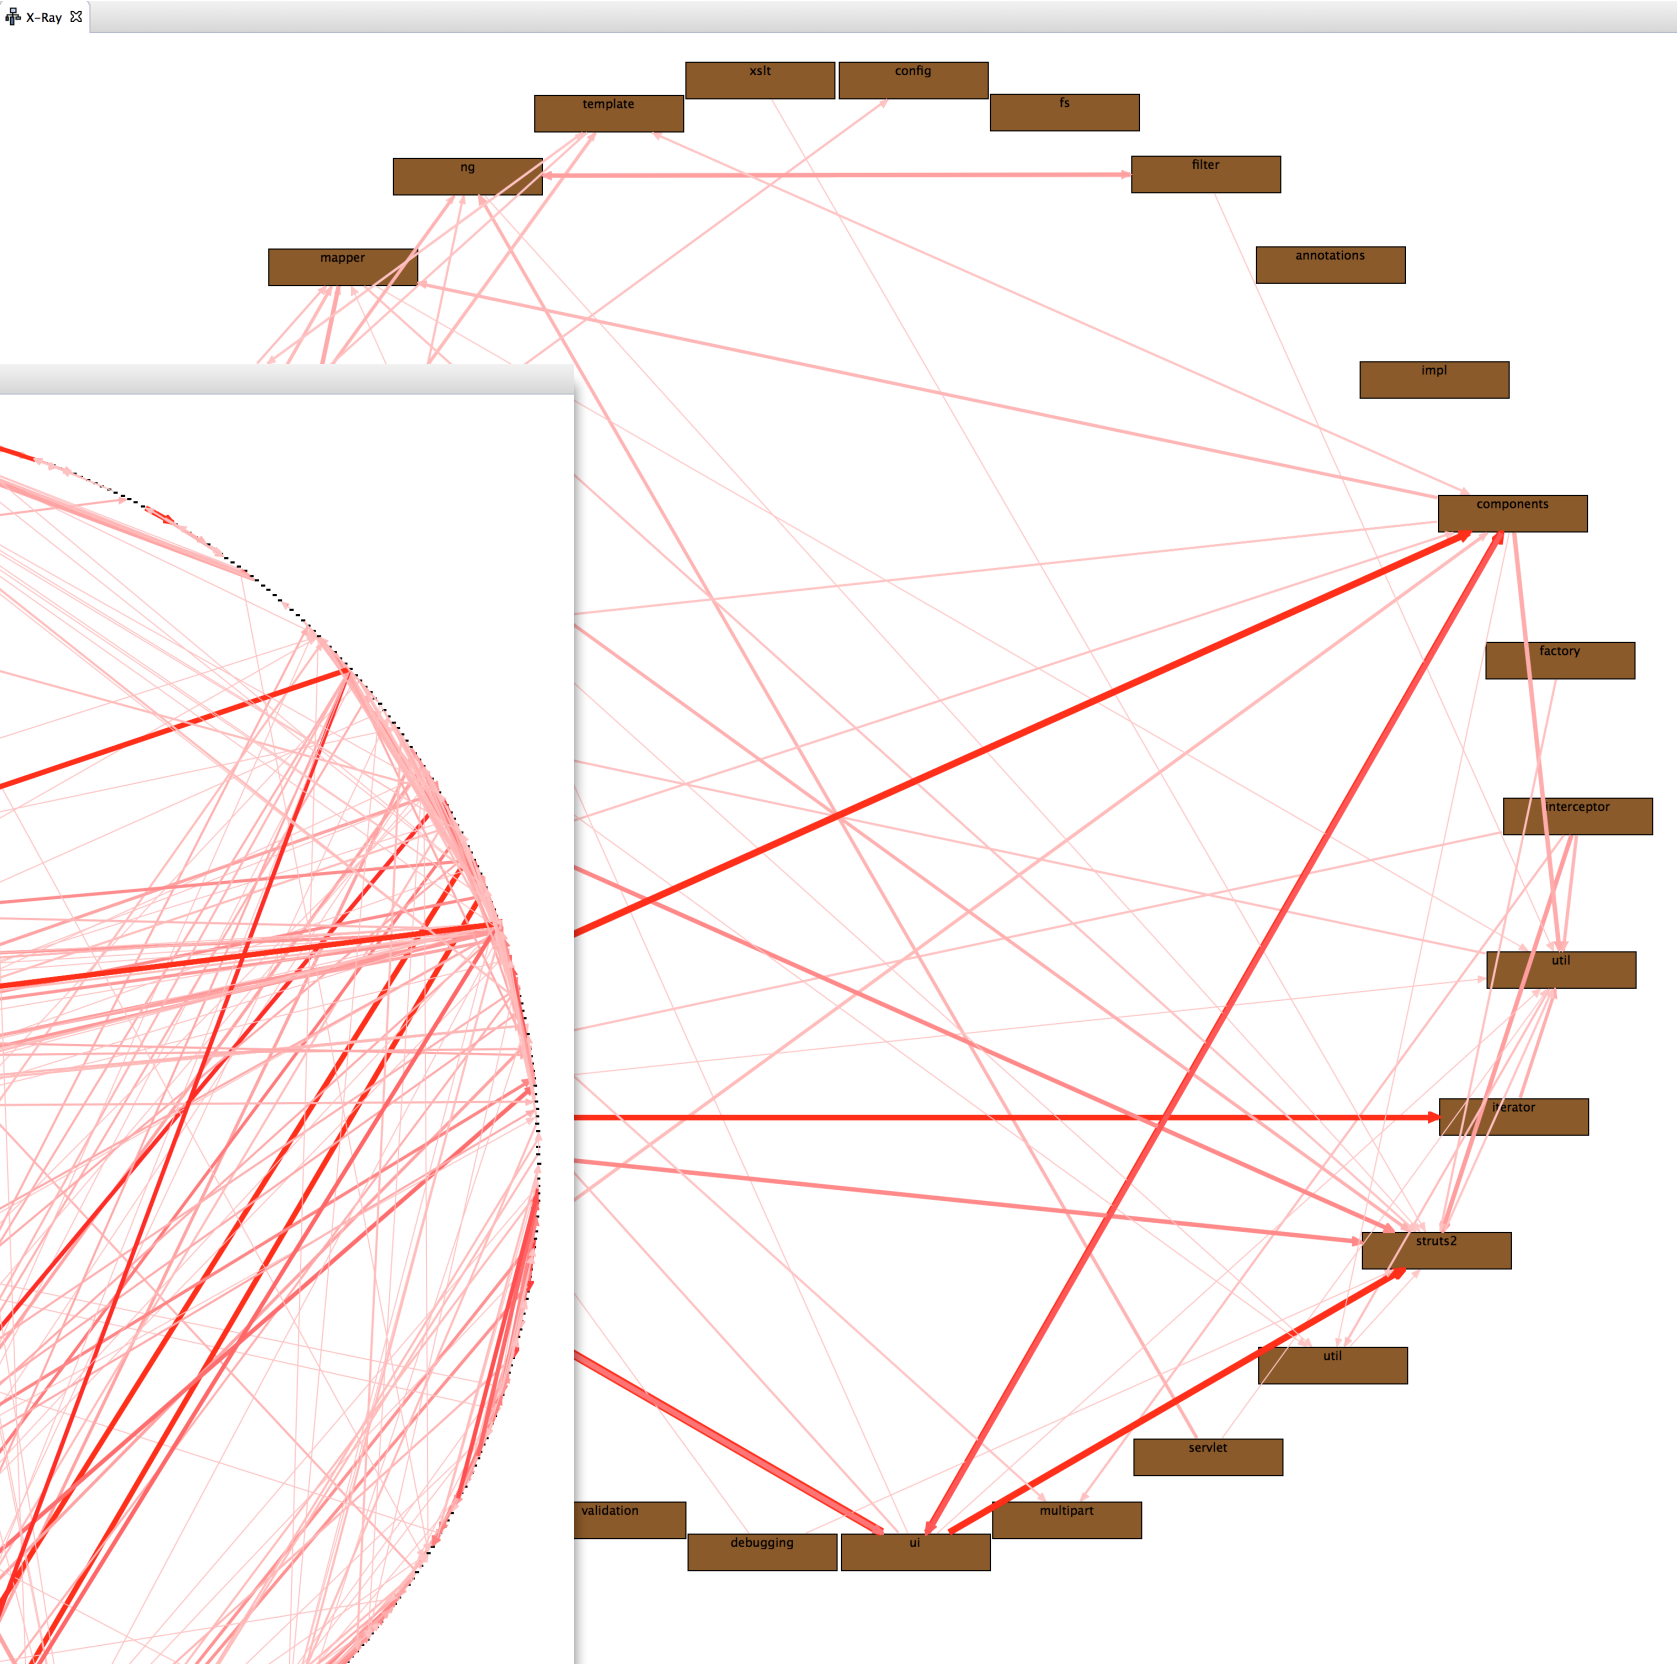 X-Ray
xslt
config
template
fs
ng
filter
mapper
annotations
impl
components
factory
interceptor
util
iterator
struts2
util
servlet
validation
multipart
debugging
ui